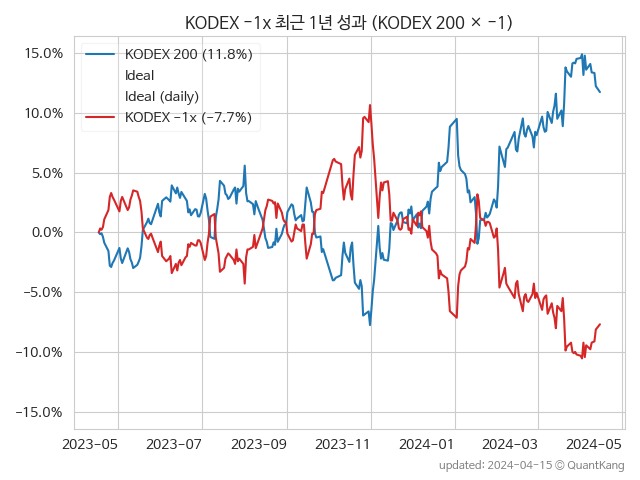 KODEX −1x 최근 1년 성과 (KODEX 200 × −1)
15.0%
10.0%
5.0%
0.0%
−5.0%
−10.0%
−15.0%
KODEX 200 (11.8%)
Ideal
Ideal (daily)
KODEX −1x (−7.7%)
2023−05 2023−07 2023−09 2023−11 2024−01 2024−03 2024−05
updated: 2024−04−15 © QuantKang